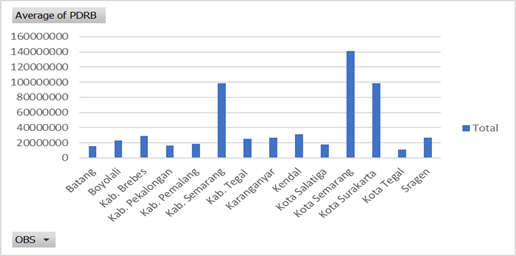 Average of PDRB
160000000
140000000
120000000
100000000
80000000
60000000
40000000
20000000
0
Batang
Boyolali
Kab. Brebes
Kab. Pekalongan
Kab. Pemalang
Kab. Semarang
Kab. Tegal
Karanganyar
Kendal
Kota Salatiga
Kota Semarang
Kota Surakarta
Kota Tegal
Sragen
Total
OBS